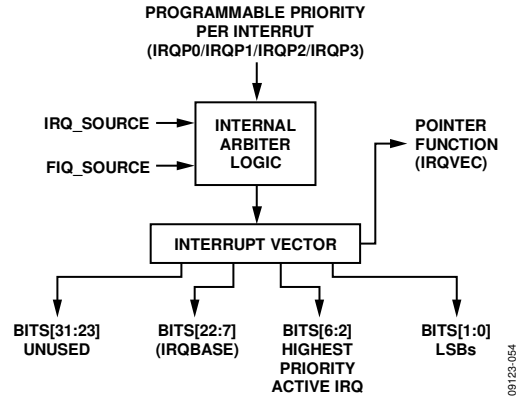 PROGRAMMABLE PRIORITY
PER INTERRUT
(IRQP0/IRQP1/IRQP2/IRQP3)
IRQ_SOURCE
FIQ_SOURCE
INTERNAL
ARBITER
LOGIC
POINTER
FUNCTION
(IRQVEC)
INTERRUPT VECTOR
BITS[31:23]
UNUSED
BITS[22:7]
(IRQBASE)
BITS[6:2]
HIGHEST
PRIORITY
ACTIVE IRQ
BITS[1:0]
LSBs
09123-054